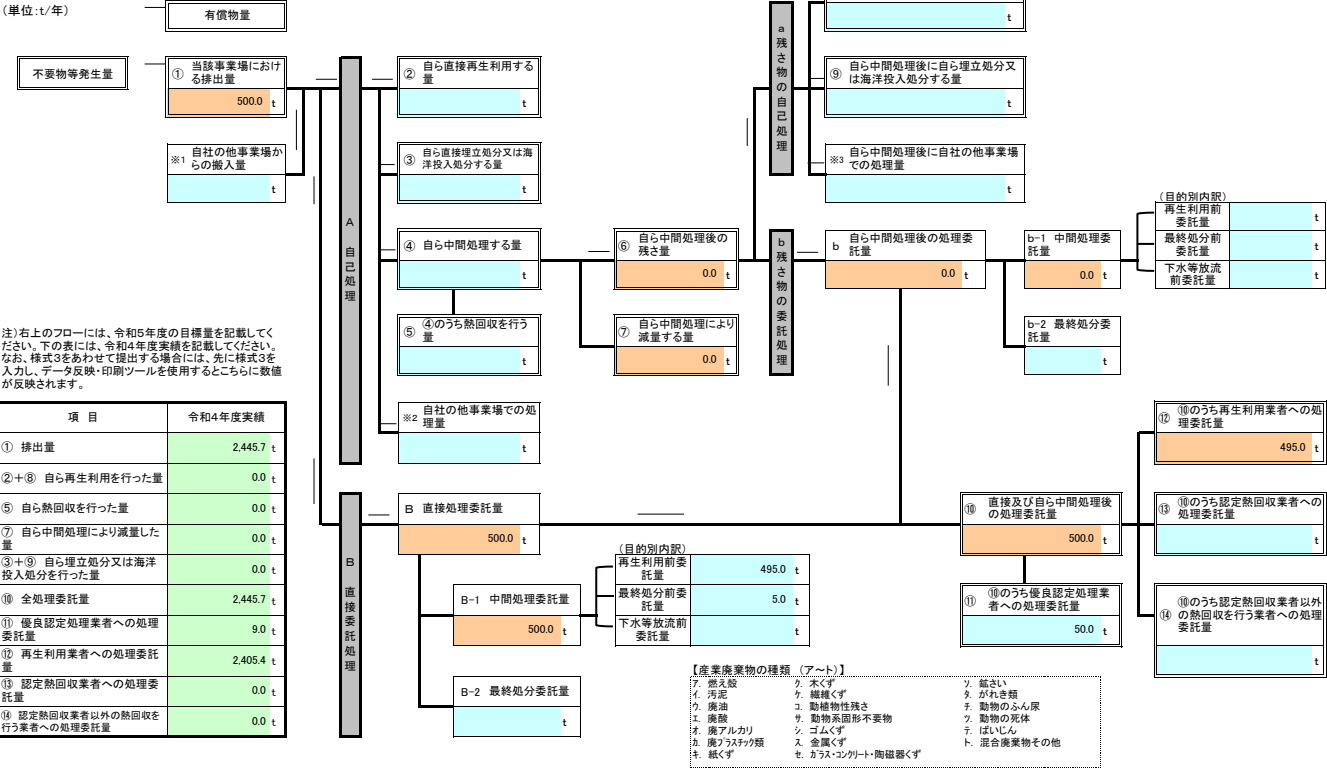 (単位:t/年)
有償物量
不要物等発生量
① 当該事業場におけ
る排出量
500.0 t
※1 自社の他事業場か
らの搬入量
t
A 自己処理
② 自ら直接再生利用する
量
t
③ 自ら直接埋立処分又は海
洋投入処分する量
t
④ 自ら中間処理する量
t
⑤ ④のうち熱回収を行う
量
t
※2 自社の他事業場での処
理量
t
⑥ 自ら中間処理後の
残さ量
0.0 t
⑦ 自ら中間処理により
減量する量
0.0 t
a 残さ物の自己処理
t
⑨ 自ら中間処理後に自ら埋立処分又
は海洋投入処分する量
t
※3 自ら中間処理後に自社の他事業場
での処理量
t
b 残さ物の委託処理
b 自ら中間処理後の処理委
託量
0.0 t
b-1 中間処理委
託量
0.0 t
(目的別内訳)
再生利用前
委託量
t
最終処分前
委託量
t
下水等放流
前委託量
t
b-2 最終処分委
託量
t
注)右上のフローには、令和5年度の目標量を記載してく
ださい。下の表には、令和4年度実績を記載してください。
なお、様式3をあわせて提出する場合には、先に様式3を
入力し、データ反映・印刷ツールを使用するとこちらに数値
が反映されます。
項 目 令和4年度実績
① 排出量 2,445.7 t
②+⑧ 自ら再生利用を行った量 0.0 t
⑤ 自ら熱回収を行った量 0.0 t
⑦ 自ら中間処理により減量した
量 0.0 t
③+⑨ 自ら埋立処分又は海洋
投入処分を行った量 0.0 t
⑩ 全処理委託量 2,445.7 t
⑪ 優良認定処理業者への処理
委託量 9.0 t
⑫ 再生利用業者への処理委託
量 2,405.4 t
⑬ 認定熱回収業者への処理委
託量 0.0 t
⑭ 認定熱回収業者以外の熱回収を
行う業者への処理委託量 0.0 t
B 直接委託処理
B 直接処理委託量
500.0 t
B-1 中間処理委託量
500.0 t
(目的別内訳)
再生利用前委
託量
495.0 t
最終処分前委
託量
5.0 t
下水等放流前
委託量
t
B-2 最終処分委託量
t
⑩ 直接及び自ら中間処理後
の処理委託量
500.0 t
⑪ ⑩のうち優良認定処理業
者への処理委託量
50.0 t
⑫ ⑩のうち再生利用業者への処
理委託量
495.0 t
⑬ ⑩のうち認定熱回収業者への
処理委託量
t
⑭ ⑩のうち認定熱回収業者以外
の熱回収を行う業者への処理
委託量
t
【産業廃棄物の種類 (ア~ト)】
ア. 燃え殻 ク. 木くず ソ. 鉱さい
イ. 汚泥 ケ. 繊維くず タ. がれき類
ウ. 廃油 コ. 動植物性残さ チ. 動物のふん尿
エ. 廃酸 サ. 動物系固形不要物 ツ. 動物の死体
オ. 廃アルカリ シ. ゴムくず テ. ばいじん
カ. 廃プラスチック類 ス. 金属くず ト. 混合廃棄物その他
キ. 紙くず セ. ガラス・コンクリート・陶磁器くず